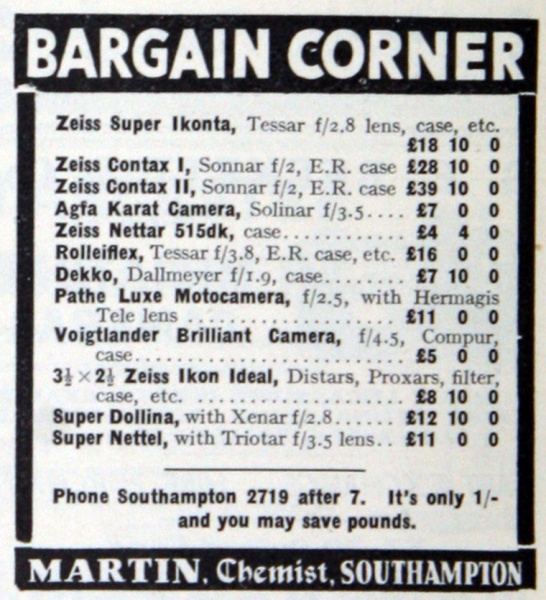 BARGAIN CORNER
Zeiss Super Ikonta, Tessar f/2.8 lens, case, etc.
£18 10 0
Zeiss Contax I, Sonnar f/2, E.R. case £28 10 0
Zeiss Contax II, Sonnar f/2, E.R. case £39 10 0
Agfa Karat Camera, Solinar f/3.5.... £7 0 0
Zeiss Nettar 515dk, case............ £4 4 0
Rolleiflex, Tessar f/3.8, E.R. case, etc. £16 0 0
Dekko, Dallmeyer f/1.9, case........ £7 10 0
Pathe Luxe Motocamera, f/2.5, with Hermagis
Tele lens ...................... £11 0 0
Voigtlander Brilliant Camera, f/4.5, Compur,
case........................... £5 0 0
3½ × 2½ Zeiss Ikon Ideal, Distars, Proxars, filter,
case, etc. ..................... £8 10 0
Super Dollina, with Xenar f/2.8...... £12 10 0
Super Nettel, with Triotar f/3.5 lens.. £11 0 0
Phone Southampton 2719 after 7. It's only 1/-
and you may save pounds.
MARTIN, Chemist, SOUTHAMPTON